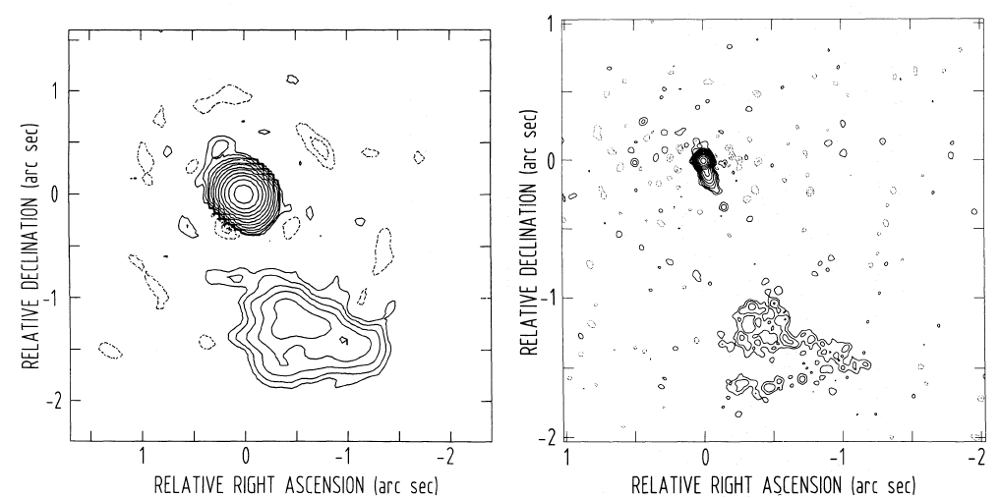 1
0
-1
-2
RELATIVE DECLINATION (arc sec)
1 0 -1 -2
RELATIVE RIGHT ASCENSION (arc sec)
1
0
-1
-2
RELATIVE DECLINATION (arc sec)
1 0 -1 -2
RELATIVE RIGHT ASCENSION (arc sec)